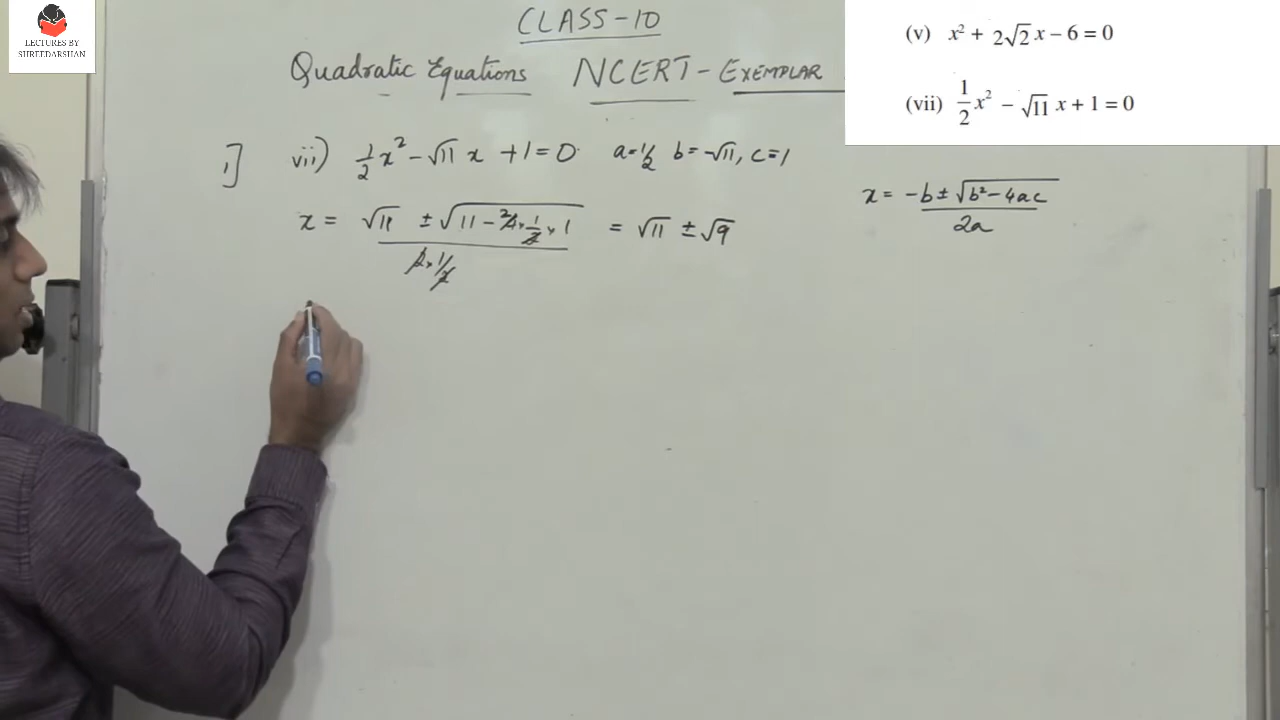 LECTURES BY
SHREEDARSHAN
CLASS-10
Quadratic Equations NCERT - EXEMPLAR
(v) x² + 2√2 x – 6 = 0
(vii) 1/2 x² – √11 x + 1 = 0
1] vii) 1/2 x² - √11 x + 1 = 0 a = 1/2 b = -√11, c = 1
x = (-b ± √(b² - 4ac)) / 2a
x = (√11 ± √(11 - 4 × 1/2 × 1)) / (2 × 1/2) = √11 ± √9